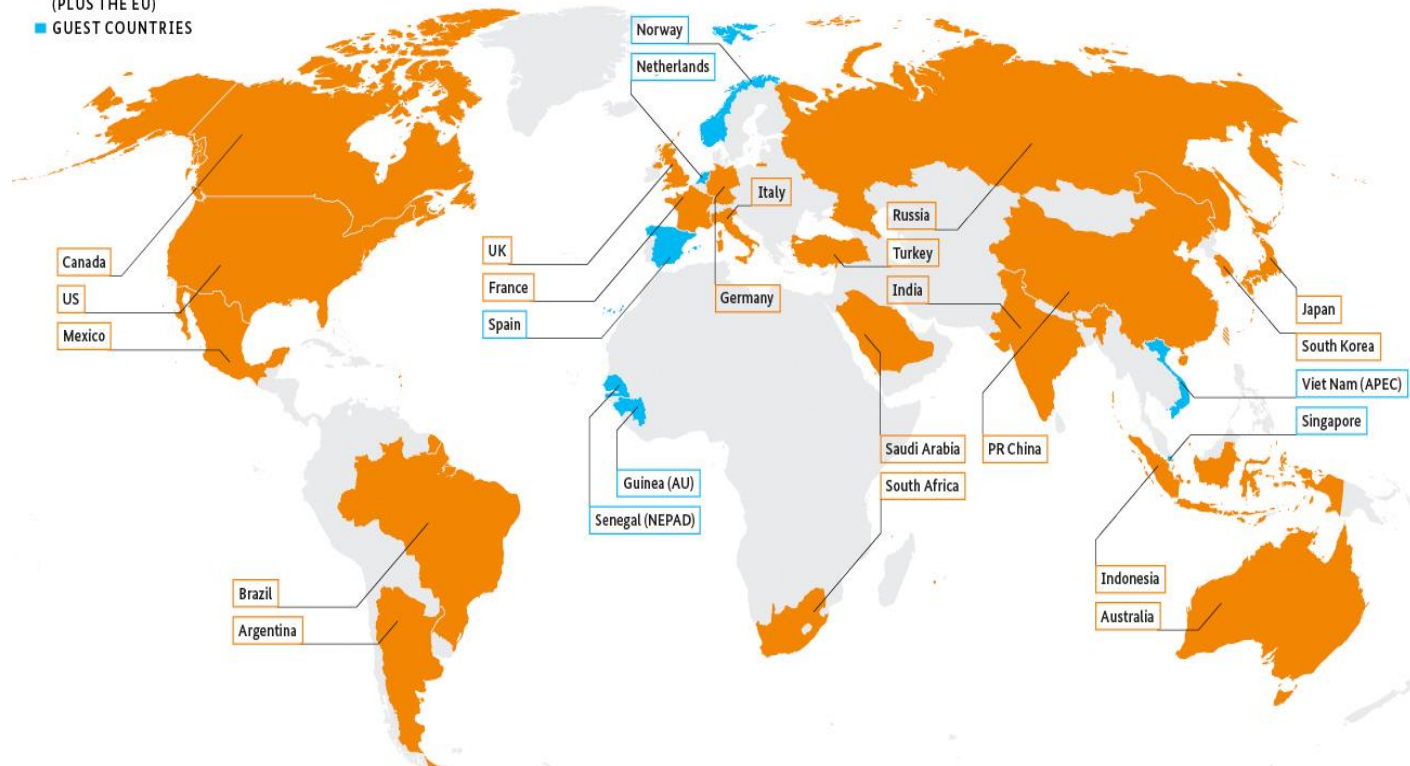 (PLUS THE EU)
GUEST COUNTRIES
Norway
Netherlands
Italy
Russia
UK
Turkey
Canada
France
India
Germany
US
Spain
Japan
Mexico
South Korea
Viet Nam (APEC)
Singapore
Saudi Arabia
PR China
Guinea (AU)
South Africa
Senegal (NEPAD)
Indonesia
Brazil
Australia
Argentina